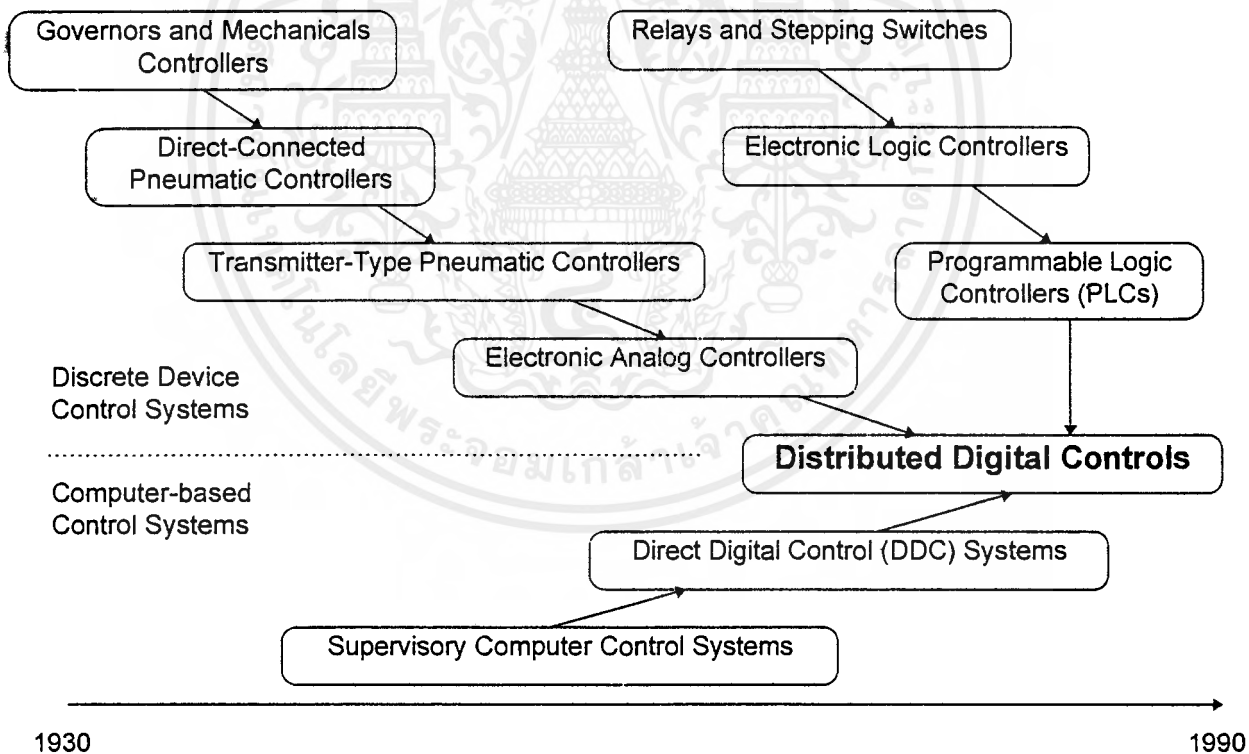 Governors and Mechanicals
Controllers
Relays and Stepping Switches
Direct-Connected
Pneumatic Controllers
Electronic Logic Controllers
Transmitter-Type Pneumatic Controllers
Programmable Logic
Controllers (PLCs)
Electronic Analog Controllers
Discrete Device
Control Systems
Distributed Digital Controls
Computer-based
Control Systems
Direct Digital Control (DDC) Systems
Supervisory Computer Control Systems
1930
1990